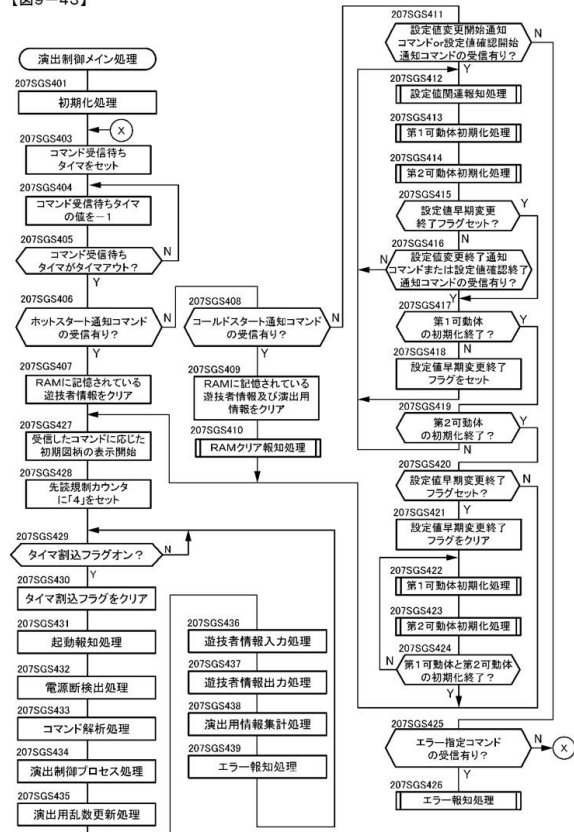 【図9-43】
演出制御メイン処理
207SGS401
初期化処理
X
207SGS403
コマンド受信待ち
タイマをセット
207SGS404
コマンド受信待ちタイマ
の値を-1
207SGS405
コマンド受信待ち
タイマがタイムアウト?
N
Y
207SGS406
ホットスタート通知コマンド
の受信有り?
N
Y
207SGS407
RAMに記憶されている
遊技者情報をクリア
207SGS427
受信したコマンドに応じた
初期図柄の表示開始
207SGS428
先読規制カウンタ
に「4」をセット
207SGS429
タイマ割込フラグオン?
N
Y
207SGS430
タイマ割込フラグをクリア
207SGS431
起動報知処理
207SGS432
電源断検出処理
207SGS433
コマンド解析処理
207SGS434
演出制御プロセス処理
207SGS435
演出用乱数更新処理
207SGS408
コールドスタート通知コマンド
の受信有り?
N
Y
207SGS409
RAMに記憶されている
遊技者情報及び演出用
情報をクリア
207SGS410
RAMクリア報知処理
207SGS436
遊技者情報入力処理
207SGS437
遊技者情報出力処理
207SGS438
演出用情報集計処理
207SGS439
エラー報知処理
207SGS411
設定値変更開始通知
コマンドor設定値確認開始
通知コマンドの受信有り?
N
Y
207SGS412
設定値関連報知処理
207SGS413
第1可動体初期化処理
207SGS414
第2可動体初期化処理
207SGS415
設定値早期変更
終了フラグセット?
Y
N
207SGS416
設定値変更終了通知
コマンドまたは設定値確認終了
通知コマンドの受信有り?
N
Y
207SGS417
第1可動体
の初期化終了?
Y
N
207SGS418
設定値早期変更終了
フラグをセット
207SGS419
第2可動体
の初期化終了?
Y
N
207SGS420
設定値早期変更終了
フラグセット?
N
Y
207SGS421
設定値早期変更終了
フラグをクリア
207SGS422
第1可動体初期化処理
207SGS423
第2可動体初期化処理
207SGS424
第1可動体と第2可動体
の初期化終了?
N
Y
207SGS425
エラー指定コマンド
の受信有り?
N
X
Y
207SGS426
エラー報知処理